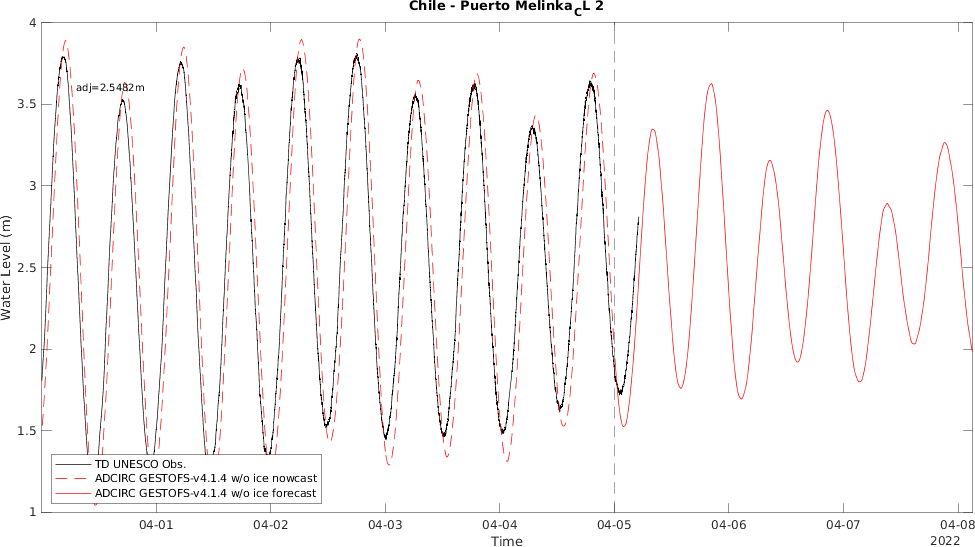 Chile - Puerto Melinka_CL 2
4
adj=2.5482m
3.5
3
Water Level (m)
2.5
2
1.5
TD UNESCO Obs.
ADCIRC GESTOFS-v4.1.4 w/o ice nowcast
ADCIRC GESTOFS-v4.1.4 w/o ice forecast
1
04-01 04-02 04-03 04-04 04-05 04-06 04-07 04-08
Time 2022